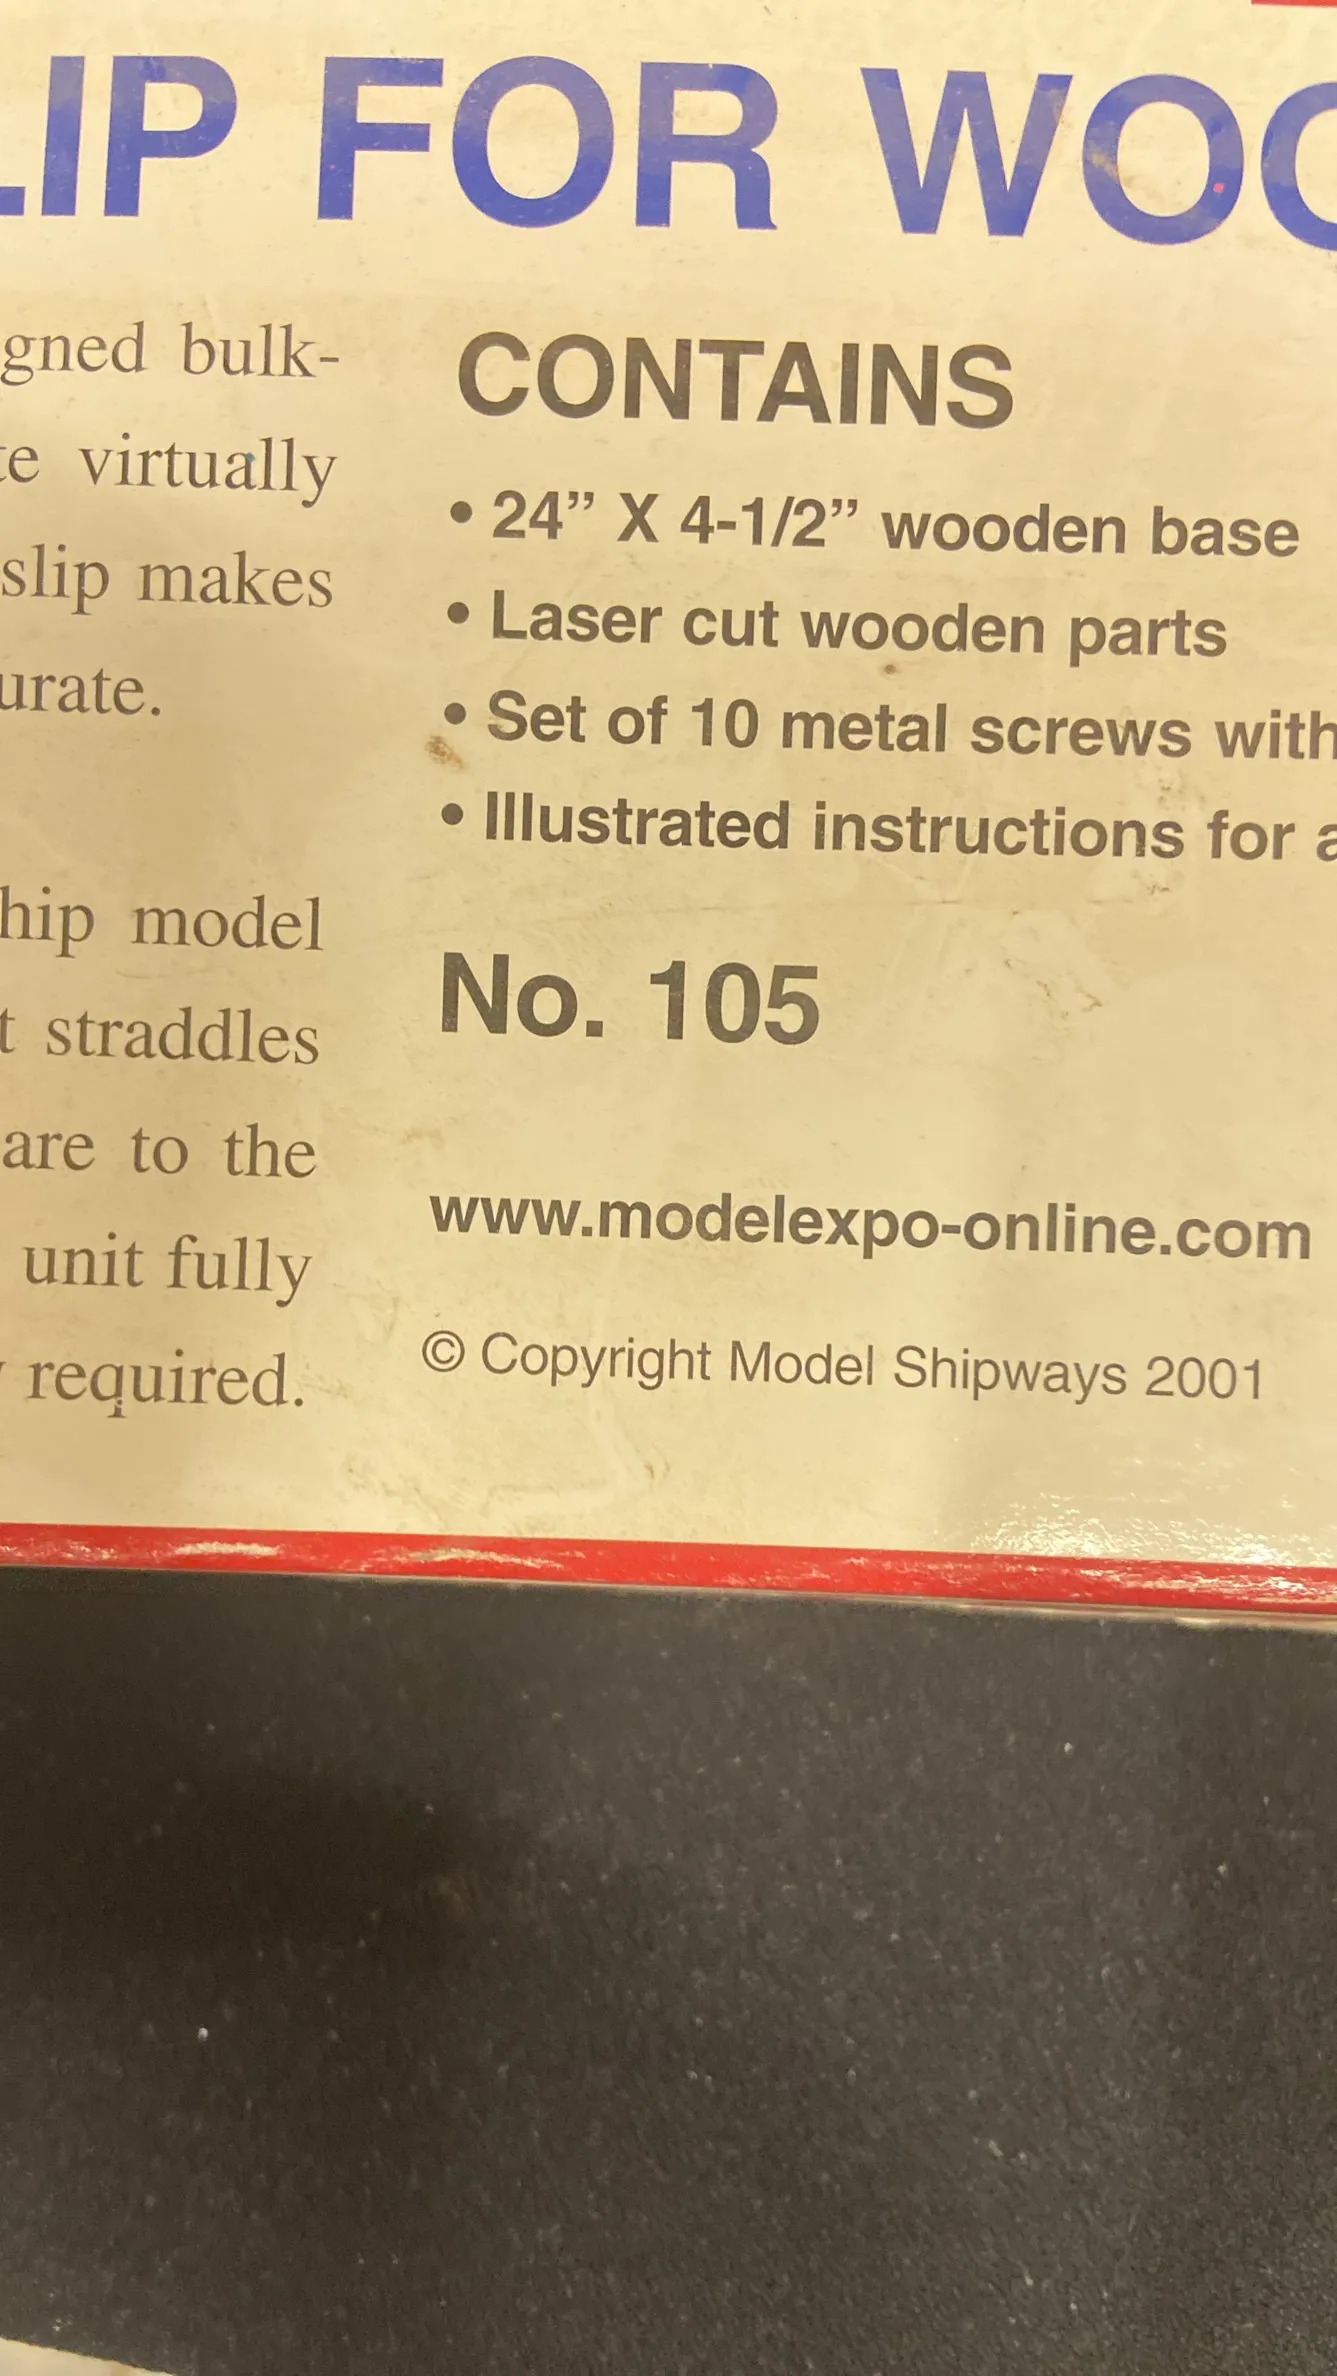 LIP FOR WOO
gned bulk-
te virtually
slip makes
urate.
hip model
t straddles
are to the
unit fully
required.
CONTAINS
• 24” X 4-1/2” wooden base
• Laser cut wooden parts
• Set of 10 metal screws with
• Illustrated instructions for a
No. 105
www.modelexpo-online.com
© Copyright Model Shipways 2001